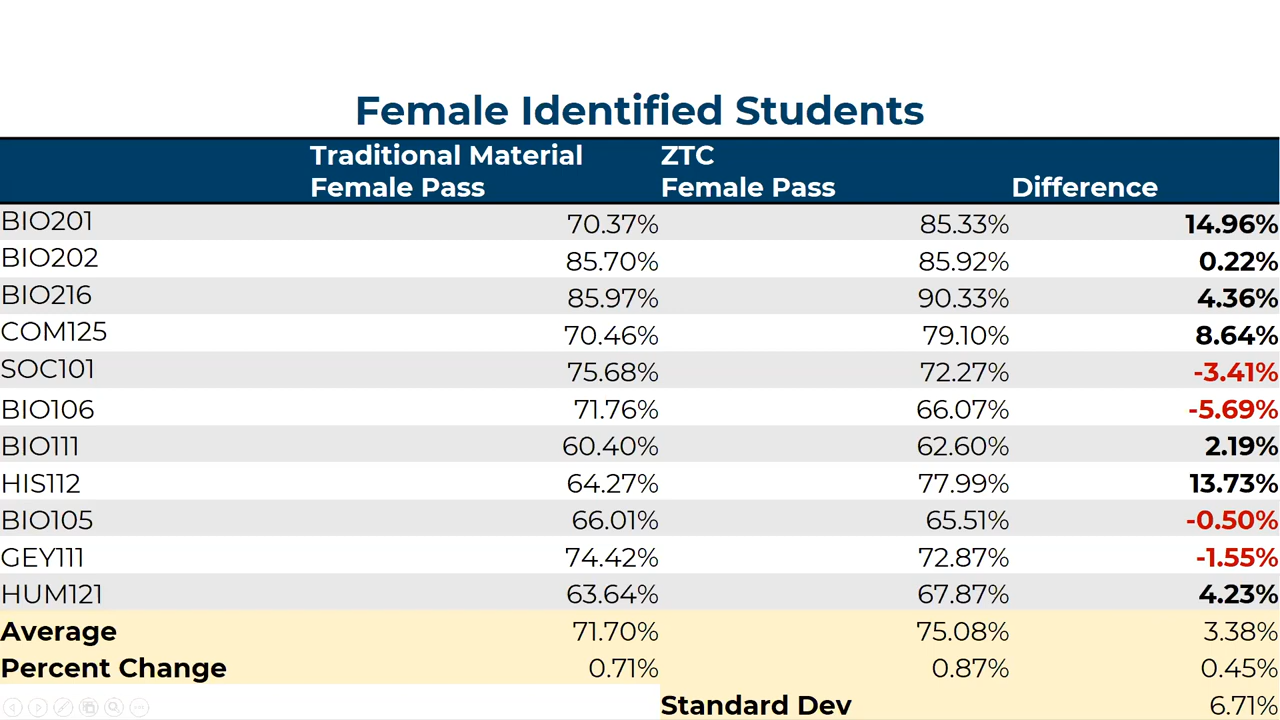 Female Identified Students
Traditional Material Female Pass ZTC Female Pass Difference
BIO201 70.37% 85.33% 14.96%
BIO202 85.70% 85.92% 0.22%
BIO216 85.97% 90.33% 4.36%
COM125 70.46% 79.10% 8.64%
SOC101 75.68% 72.27% -3.41%
BIO106 71.76% 66.07% -5.69%
BIO111 60.40% 62.60% 2.19%
HIS112 64.27% 77.99% 13.73%
BIO105 66.01% 65.51% -0.50%
GEY111 74.42% 72.87% -1.55%
HUM121 63.64% 67.87% 4.23%
Average 71.70% 75.08% 3.38%
Percent Change 0.71% 0.87% 0.45%
Standard Dev 6.71%